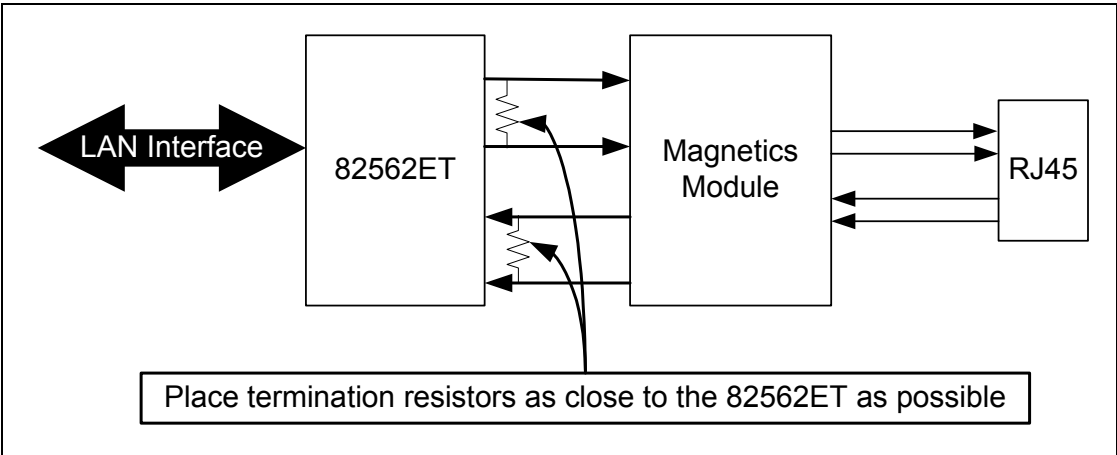 LAN Interface
82562ET
Magnetics
Module
RJ45
Place termination resistors as close to the 82562ET as possible